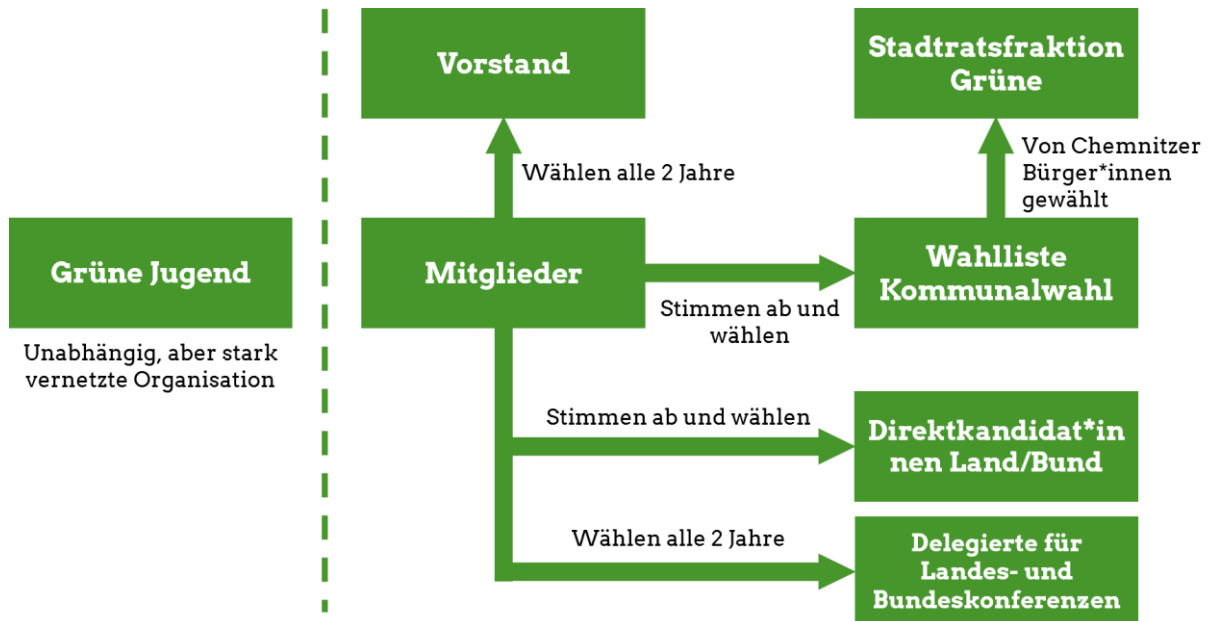 Vorstand
Stadtratsfraktion
Grüne
Wählen alle 2 Jahre
Von Chemnitzer
Bürger*innen
gewählt
Grüne Jugend
Unabhängig, aber stark
vernetzte Organisation
Mitglieder
Stimmen ab und
wählen
Wahlliste
Kommunalwahl
Stimmen ab und wählen
Direktkandidat*in
nen Land/Bund
Wählen alle 2 Jahre
Delegierte für
Landes- und
Bundeskonferenzen